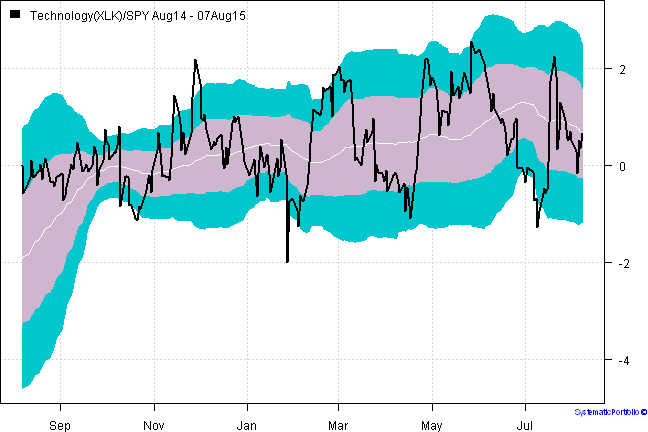 Technology(XLK)/SPY Aug14 - 07Aug15
2
0
-2
-4
SystematicPortfolio ©
Sep Nov Jan Mar May Jul